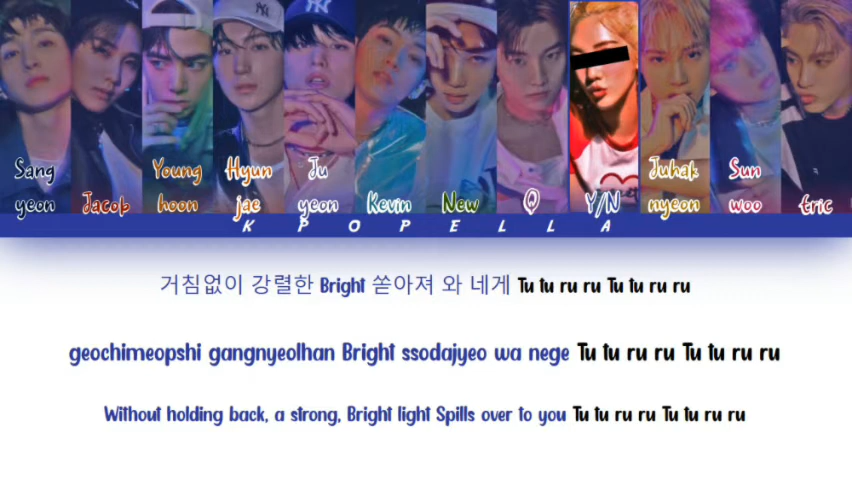 NY
NY
Sang
yeon
Jacob
Young
hoon
Hyun
jae
Ju
yeon
Kevin
New
Q
Y/N
Juhak
nyeon
Sun
woo
Eric
K P O P E L L A
거침없이 강렬한 Bright 쏟아져 와 네게 Tu tu ru ru Tu tu ru ru
geochimeopshi gangnyeolhan Bright ssodajyeo wa nege Tu tu ru ru Tu tu ru ru
Without holding back, a strong, Bright light Spills over to you Tu tu ru ru Tu tu ru ru